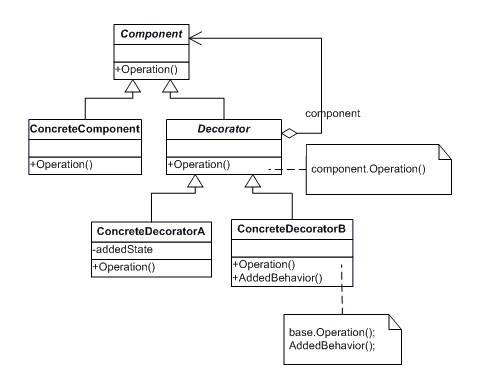 Component
+Operation()
component
ConcreteComponent
+Operation()
Decorator
+Operation()
component.Operation()
ConcreteDecoratorA
-addedState
+Operation()
ConcreteDecoratorB
+Operation()
+AddedBehavior()
base.Operation();
AddedBehavior();